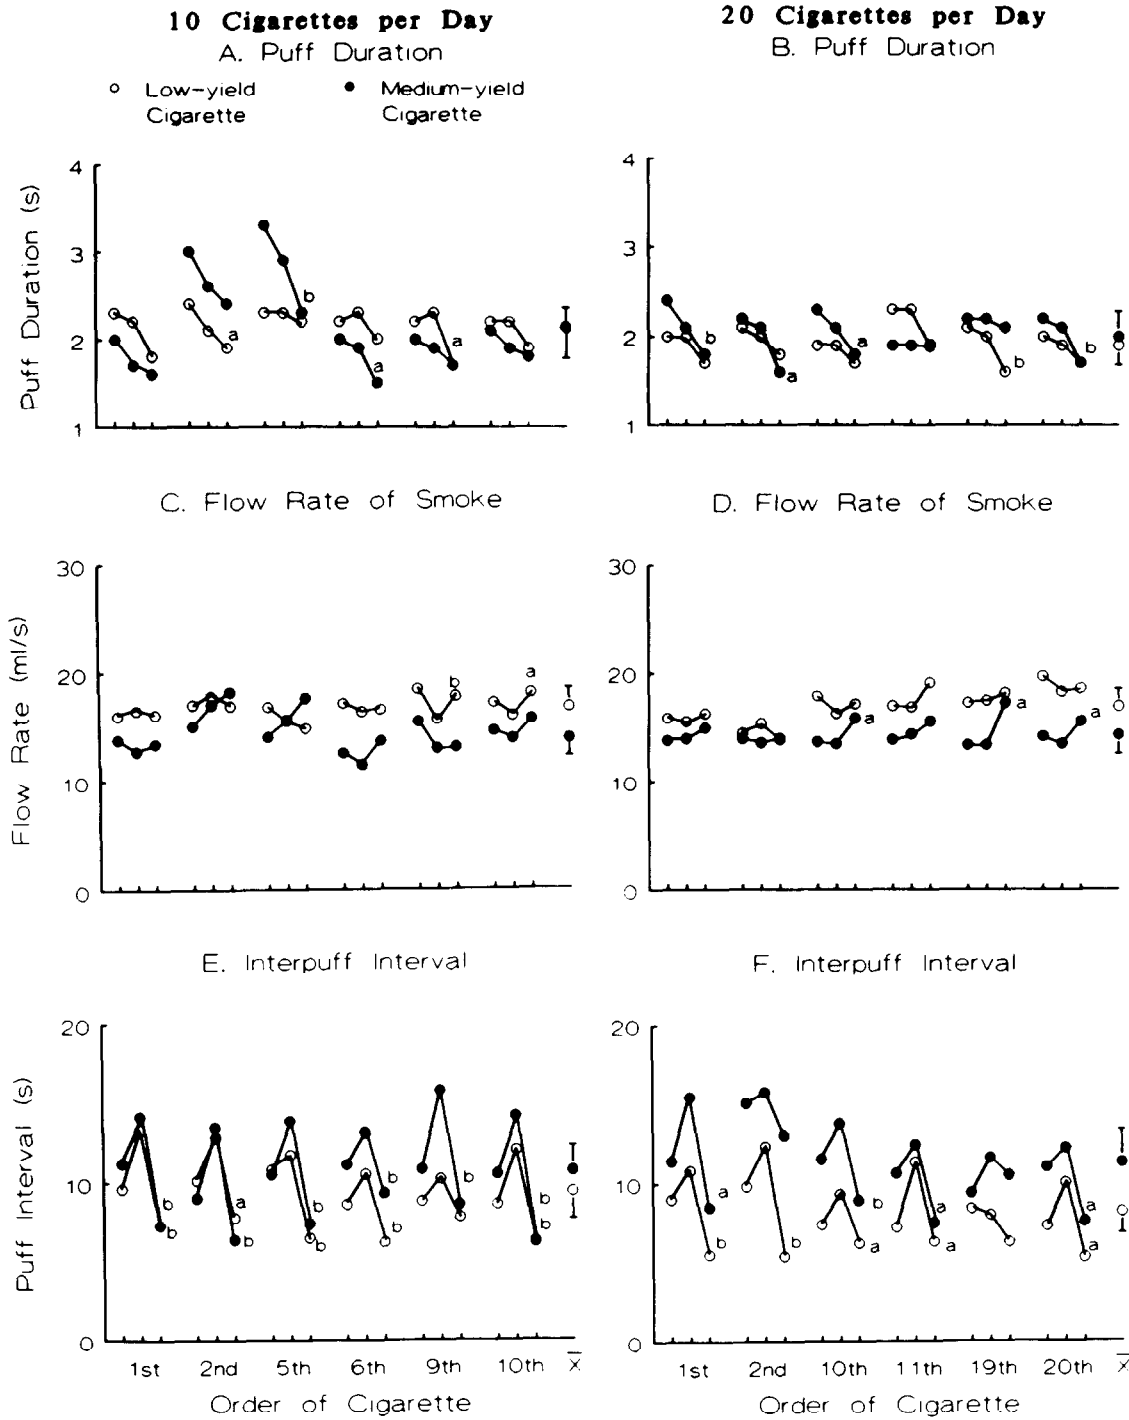 10 Cigarettes per Day
20 Cigarettes per Day
A. Puff Duration
B. Puff Duration
Low-yield Cigarette
Medium-yield Cigarette
Puff Duration (s)
4
3
2
1
b
a
a
a
4
3
2
1
b
a
a
b
b
C. Flow Rate of Smoke
D. Flow Rate of Smoke
Flow Rate (ml/s)
30
20
10
0
b
a
30
20
10
0
a
a
a
E. Interpuff Interval
F. Interpuff Interval
Puff Interval (s)
20
10
0
b
b
a
b
b
b
b
b
b
b
b
20
10
0
a
b
b
b
a
a
a
a
a
1st 2nd 5th 6th 9th 10th x̅
1st 2nd 10th 11th 19th 20th x̅
Order of Cigarette
Order of Cigarette